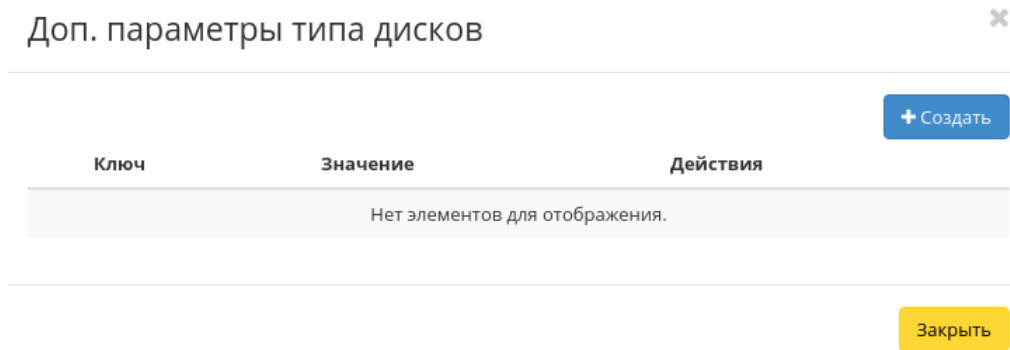 Доп. параметры типа дисков
Создать
Ключ Значение Действия
Нет элементов для отображения.
Закрыть